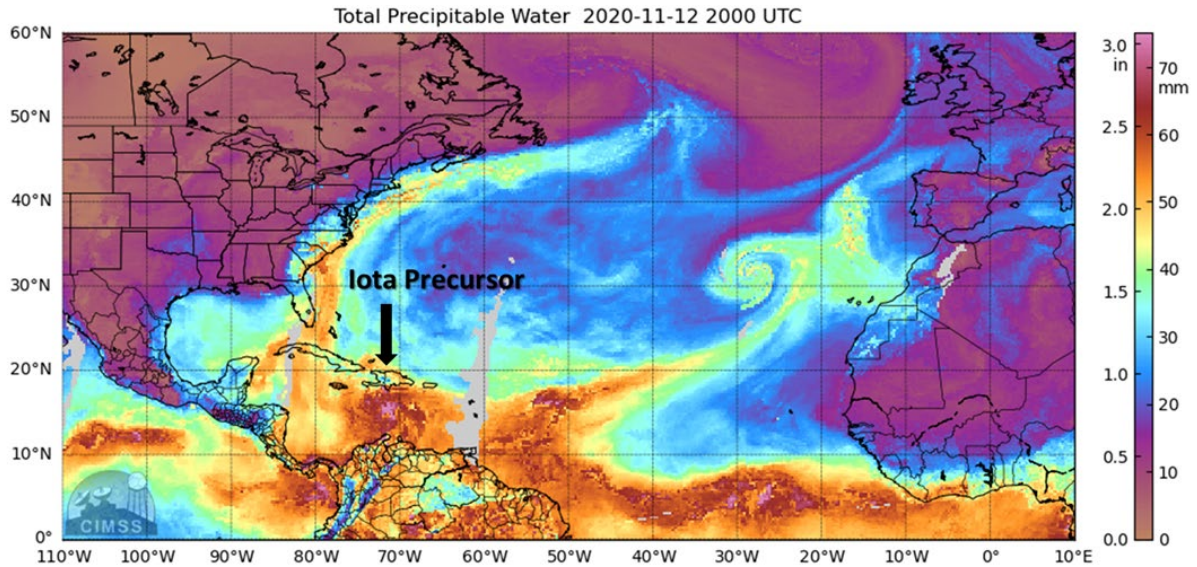 Total Precipitable Water  2020-11-12 2000 UTC
60°N
50°N
40°N
30°N
20°N
10°N
0°
Iota Precursor
CIMSS
110°W 100°W 90°W 80°W 70°W 60°W 50°W 40°W 30°W 20°W 10°W 0° 10°E
3.0
in
2.5
2.0
1.5
1.0
0.5
0.0
70
mm
60
50
40
30
20
10
0